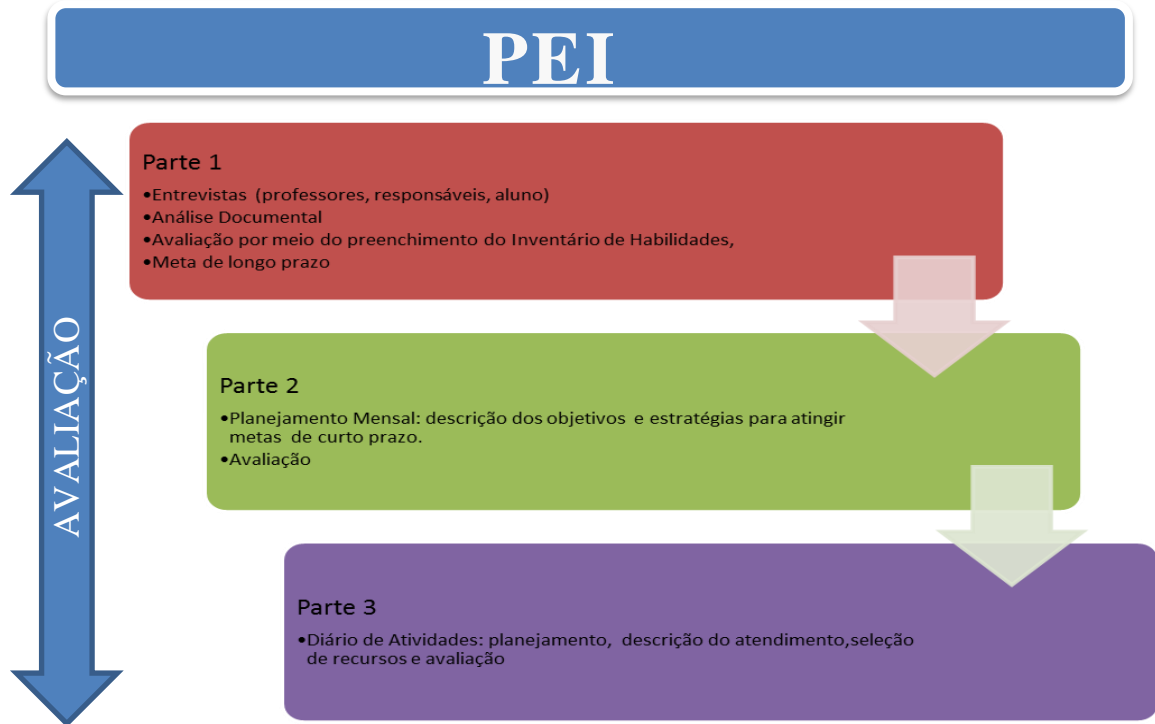 PEI
AVALIAÇÃO
Parte 1
•Entrevistas (professores, responsáveis, aluno)
•Análise Documental
•Avaliação por meio do preenchimento do Inventário de Habilidades,
•Meta de longo prazo
Parte 2
•Planejamento Mensal: descrição dos objetivos e estratégias para atingir
metas de curto prazo.
•Avaliação
Parte 3
•Diário de Atividades: planejamento, descrição do atendimento,seleção
de recursos e avaliação